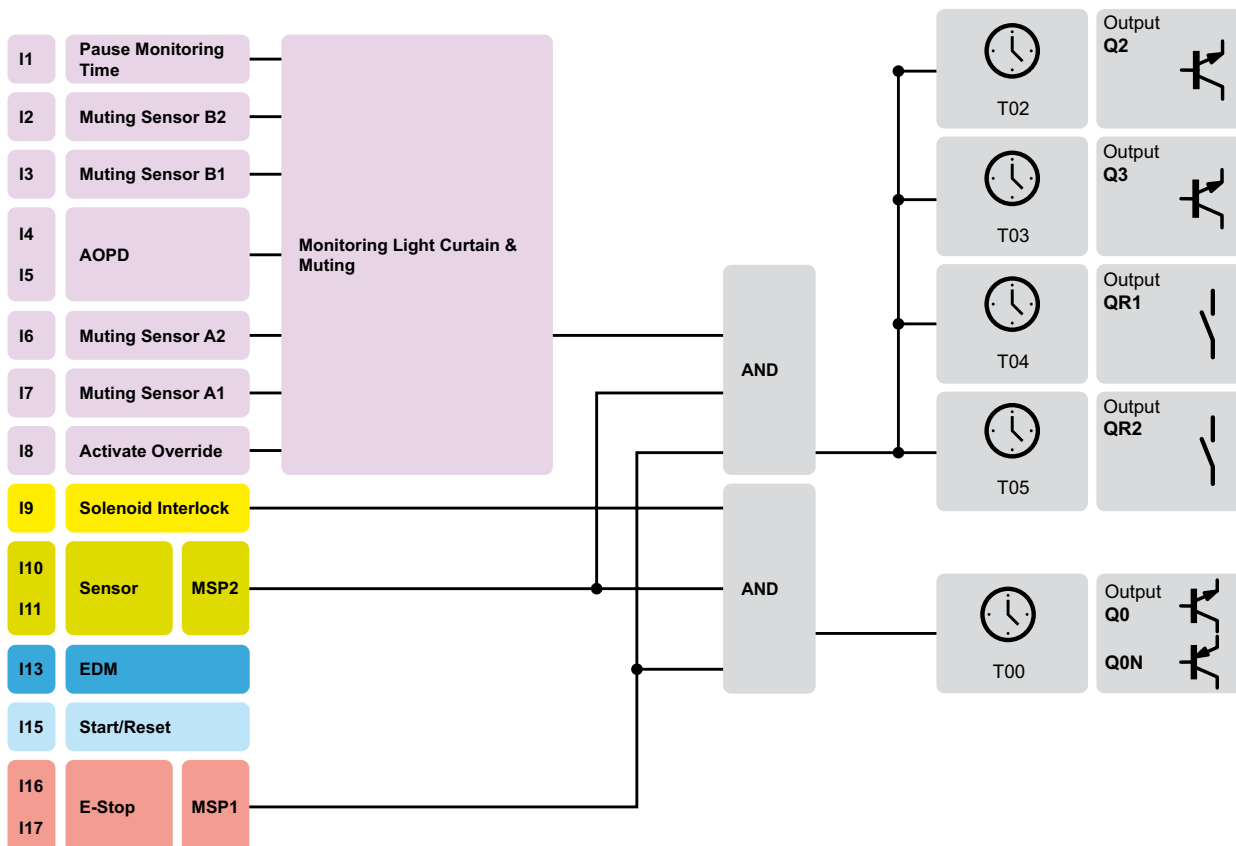 I1
Pause Monitoring
Time
I2
Muting Sensor B2
I3
Muting Sensor B1
I4
I5
AOPD
I6
Muting Sensor A2
I7
Muting Sensor A1
I8
Activate Override
Monitoring Light Curtain &
Muting
I9
Solenoid Interlock
I10
I11
Sensor
MSP2
I13
EDM
I15
Start/Reset
I16
I17
E-Stop
MSP1
AND
AND
T02
Output
Q2
T03
Output
Q3
T04
Output
QR1
T05
Output
QR2
T00
Output
Q0
Q0N